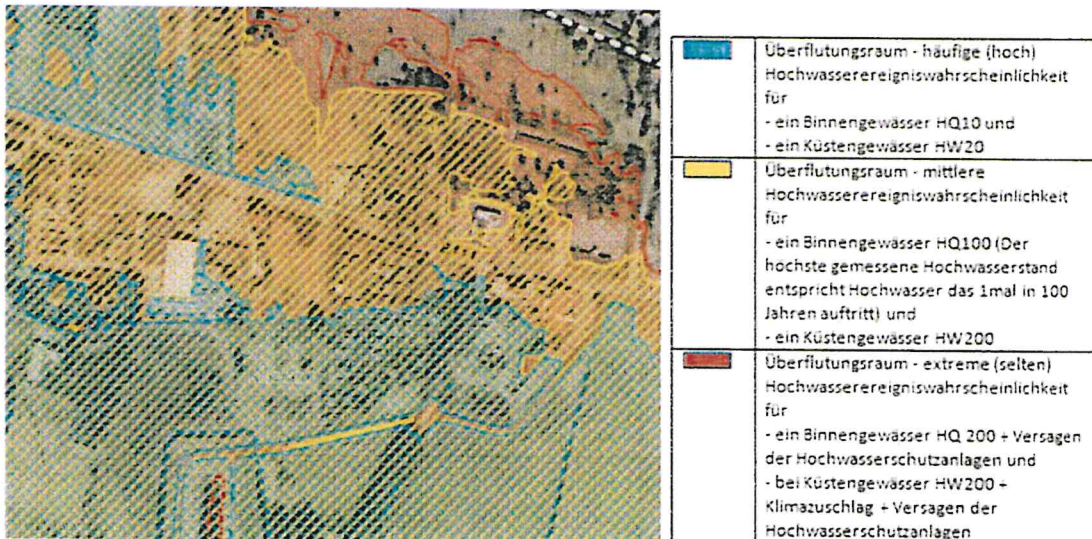 Überflutungsraum - häufige (hoch)
Hochwasserereigniswahrscheinlichkeit
für
- ein Binnengewässer HQ10 und
- ein Küstengewässer HW20
Überflutungsraum - mittlere
Hochwasserereigniswahrscheinlichkeit
für
- ein Binnengewässer HQ100 (Der
höchste gemessene Hochwasserstand
entspricht Hochwasser das 1mal in 100
Jahren auftritt) und
- ein Küstengewässer HW200
Überflutungsraum - extreme (selten)
Hochwasserereigniswahrscheinlichkeit
für
- ein Binnengewässer HQ 200 + Versagen
der Hochwasserschutzanlagen und
- bei Küstengewässer HW200 +
Klimazuschlag + Versagen der
Hochwasserschutzanlagen